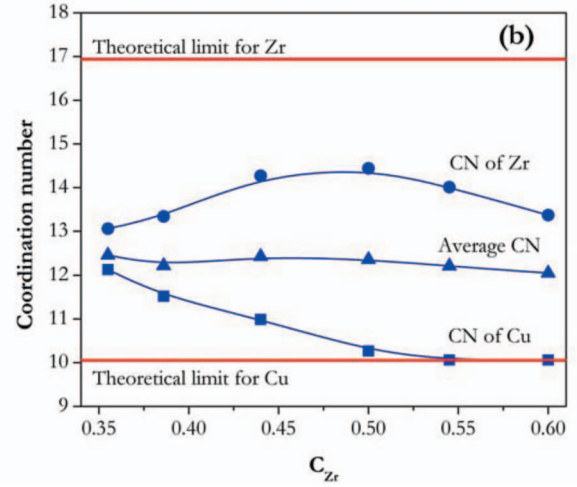 (b)
18
Theoretical limit for Zr
17
16
15
CN of Zr
14
13
Average CN
12
11
CN of Cu
10
Theoretical limit for Cu
9
Coordination number
0.35 0.40 0.45 0.50 0.55 0.60
C_Zr